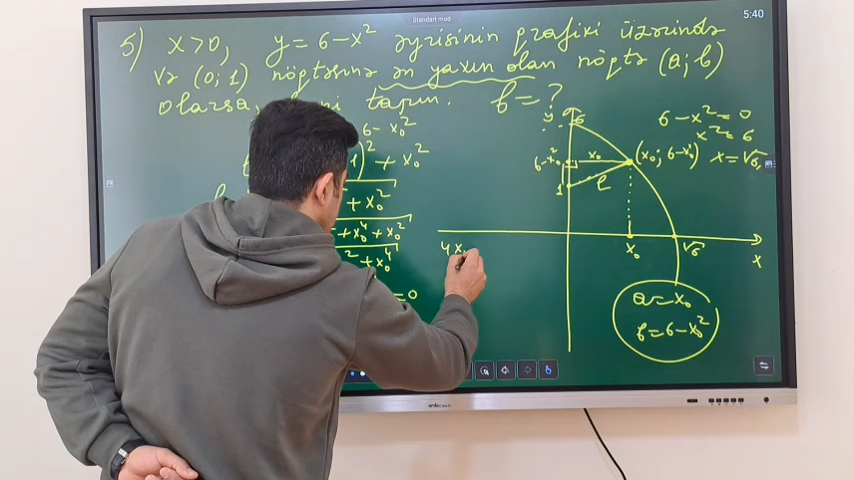 Standart mod
5:40
5) x>0, y=6-x² əyrisinin qrafiki üzərində
və (0; 1) nöqtəsinə ən yaxın olan nöqtə (a; b)
olarsa, tapın. b=?
6-x₀²
)² + x₀²
+ x₀²
+ x₀⁴ + x₀²
² + x₀⁴
=0
4x
y
6
6-x₀²
x₀
(x₀; 6-x₀²)
1
ℓ
x₀
√6
x
6-x²=0
x²=6
x=√6
a=x₀
b=6-x₀²